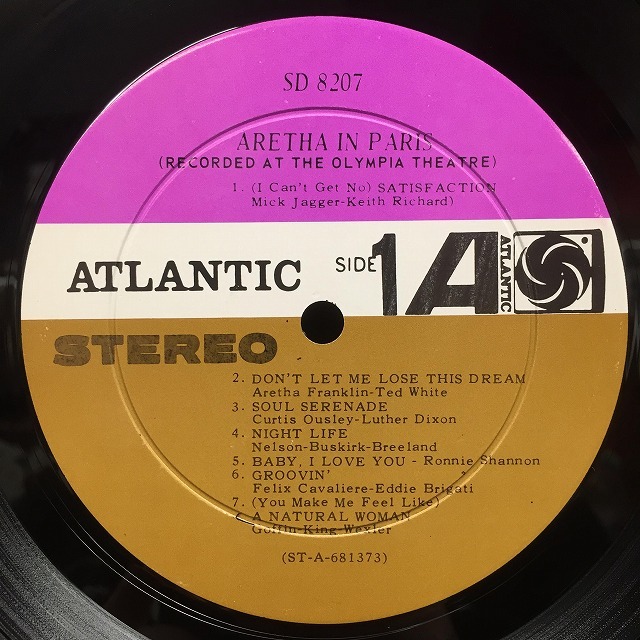 SD 8207
ARETHA IN PARIS
(RECORDED AT THE OLYMPIA THEATRE)
1. (I Can't Get No) SATISFACTION
Mick Jagger-Keith Richard)
ATLANTIC SIDE 1 A ATLANTIC
STEREO
2. DON'T LET ME LOSE THIS DREAM
Aretha Franklin-Ted White
3. SOUL SERENADE
Curtis Ousley-Luther Dixon
4. NIGHT LIFE
Nelson-Buskirk-Breeland
5. BABY, I LOVE YOU - Ronnie Shannon
6. GROOVIN'
Felix Cavaliere-Eddie Brigati
7. (You Make Me Feel Like)
A NATURAL WOMAN
Goffin-King-Wexler
(ST-A-681373)